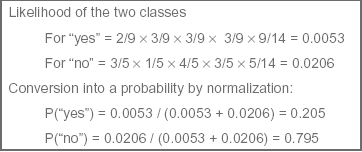 Likelihood of the two classes
For “yes” = 2/9 × 3/9 × 3/9 × 3/9 × 9/14 = 0.0053
For “no” = 3/5 × 1/5 × 4/5 × 3/5 × 5/14 = 0.0206
Conversion into a probability by normalization:
P(“yes”) = 0.0053 / (0.0053 + 0.0206) = 0.205
P(“no”) = 0.0206 / (0.0053 + 0.0206) = 0.795